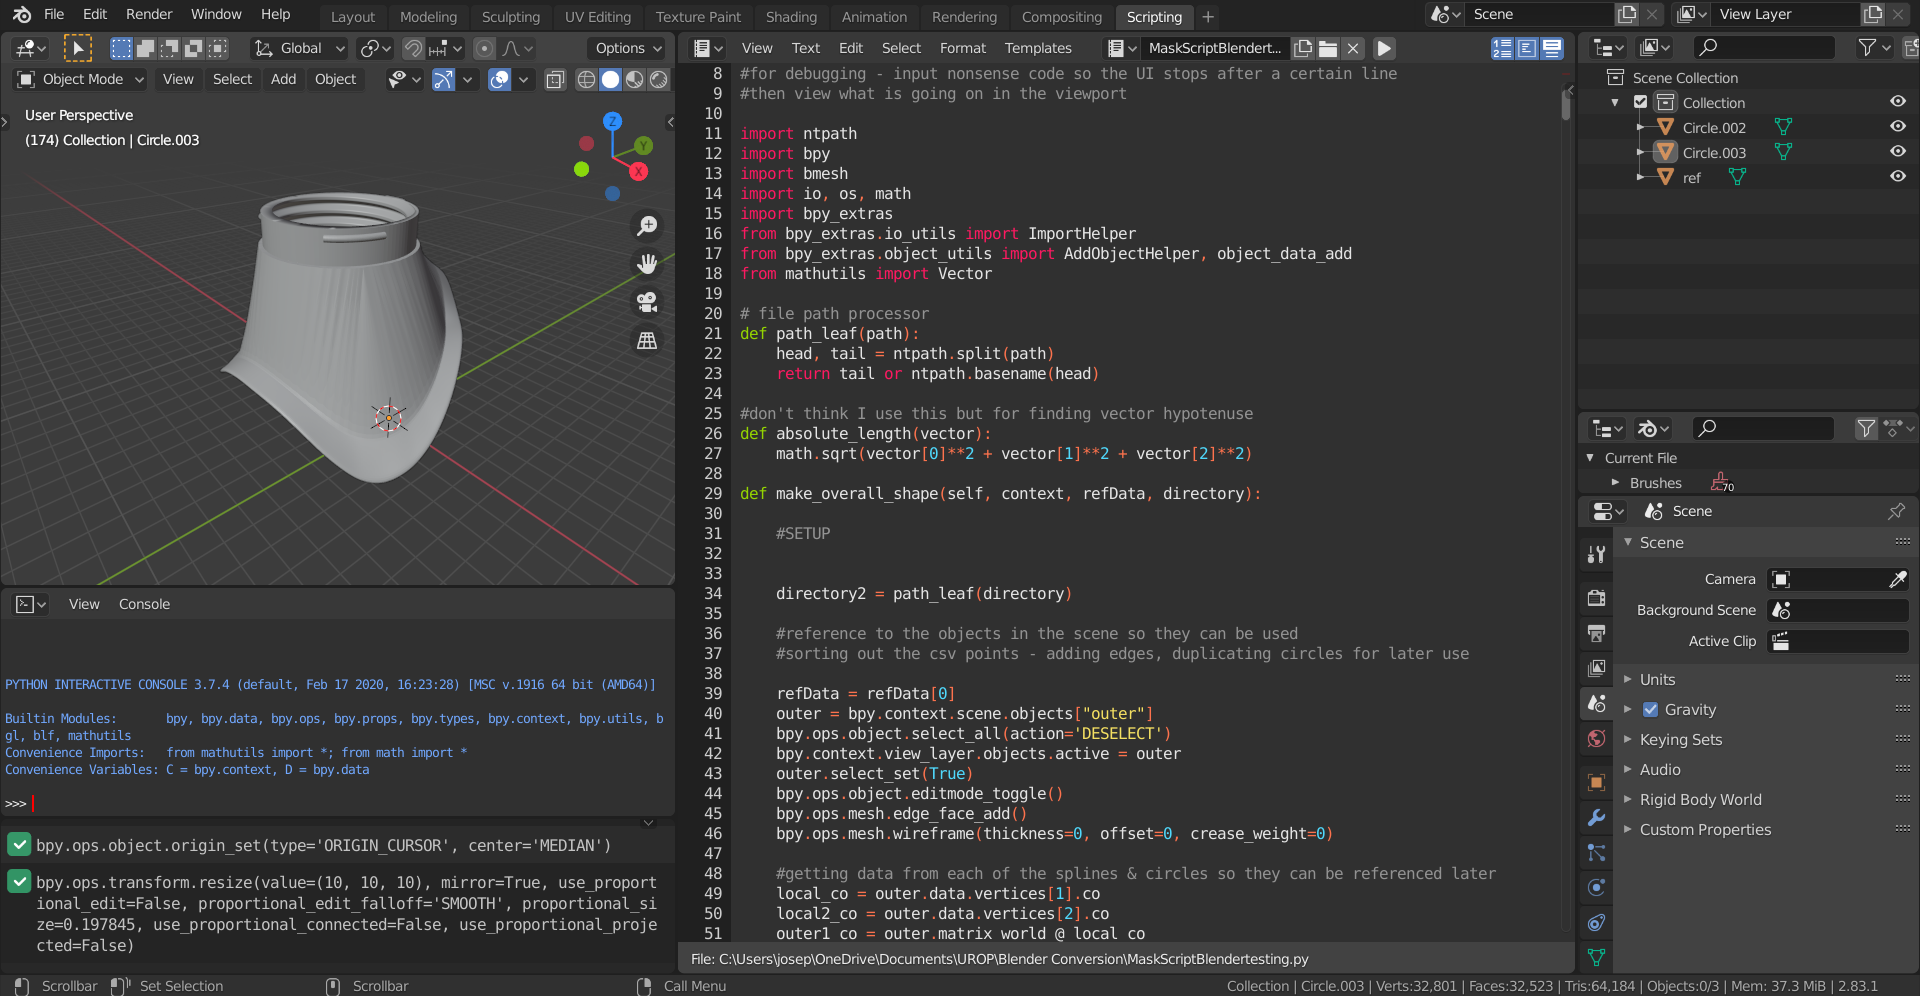 File Edit Render Window Help Layout Modeling Sculpting UV Editing Texture Paint Shading Animation Rendering Compositing Scripting + Scene View Layer
Global Options
Object Mode View Select Add Object
User Perspective
(174) Collection | Circle.003
Z
Y
X
View Console
PYTHON INTERACTIVE CONSOLE 3.7.4 (default, Feb 17 2020, 16:23:28) [MSC v.1916 64 bit (AMD64)]
Builtin Modules: bpy, bpy.data, bpy.ops, bpy.props, bpy.types, bpy.context, bpy.utils, b
gl, blf, mathutils
Convenience Imports: from mathutils import *; from math import *
Convenience Variables: C = bpy.context, D = bpy.data
>>>
bpy.ops.object.origin_set(type='ORIGIN_CURSOR', center='MEDIAN')
bpy.ops.transform.resize(value=(10, 10, 10), mirror=True, use_proport
ional_edit=False, proportional_edit_falloff='SMOOTH', proportional_si
ze=0.197845, use_proportional_connected=False, use_proportional_proje
cted=False)
View Text Edit Select Format Templates MaskScriptBlendert...
8 #for debugging - input nonsense code so the UI stops after a certain line
9 #then view what is going on in the viewport
10
11 import ntpath
12 import bpy
13 import bmesh
14 import io, os, math
15 import bpy_extras
16 from bpy_extras.io_utils import ImportHelper
17 from bpy_extras.object_utils import AddObjectHelper, object_data_add
18 from mathutils import Vector
19
20 # file path processor
21 def path_leaf(path):
22 head, tail = ntpath.split(path)
23 return tail or ntpath.basename(head)
24
25 #don't think I use this but for finding vector hypotenuse
26 def absolute_length(vector):
27 math.sqrt(vector[0]**2 + vector[1]**2 + vector[2]**2)
28
29 def make_overall_shape(self, context, refData, directory):
30
31 #SETUP
32
33
34 directory2 = path_leaf(directory)
35
36 #reference to the objects in the scene so they can be used
37 #sorting out the csv points - adding edges, duplicating circles for later use
38
39 refData = refData[0]
40 outer = bpy.context.scene.objects["outer"]
41 bpy.ops.object.select_all(action='DESELECT')
42 bpy.context.view_layer.objects.active = outer
43 outer.select_set(True)
44 bpy.ops.object.editmode_toggle()
45 bpy.ops.mesh.edge_face_add()
46 bpy.ops.mesh.wireframe(thickness=0, offset=0, crease_weight=0)
47
48 #getting data from each of the splines & circles so they can be referenced later
49 local_co = outer.data.vertices[1].co
50 local2_co = outer.data.vertices[2].co
51 outer1_co = outer.matrix_world @ local_co
File: C:\Users\josep\OneDrive\Documents\UROP\Blender Conversion\MaskScriptBlendertesting.py
Scene Collection
Collection
Circle.002
Circle.003
ref
Current File
Brushes 70
Scene
Scene
Camera
Background Scene
Active Clip
Units
Gravity
Keying Sets
Audio
Rigid Body World
Custom Properties
Scrollbar Set Selection Scrollbar Call Menu Collection | Circle.003 | Verts:32,801 | Faces:32,523 | Tris:64,184 | Objects:0/3 | Mem: 37.3 MiB | 2.83.1